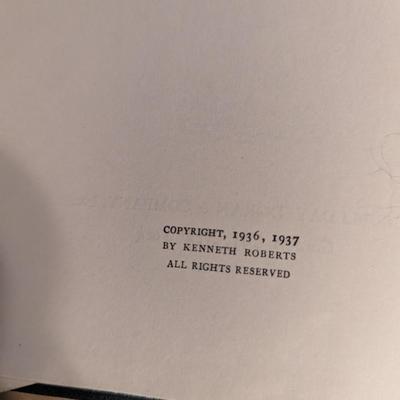 COPYRIGHT, 1936, 1937
BY KENNETH ROBERTS
ALL RIGHTS RESERVED